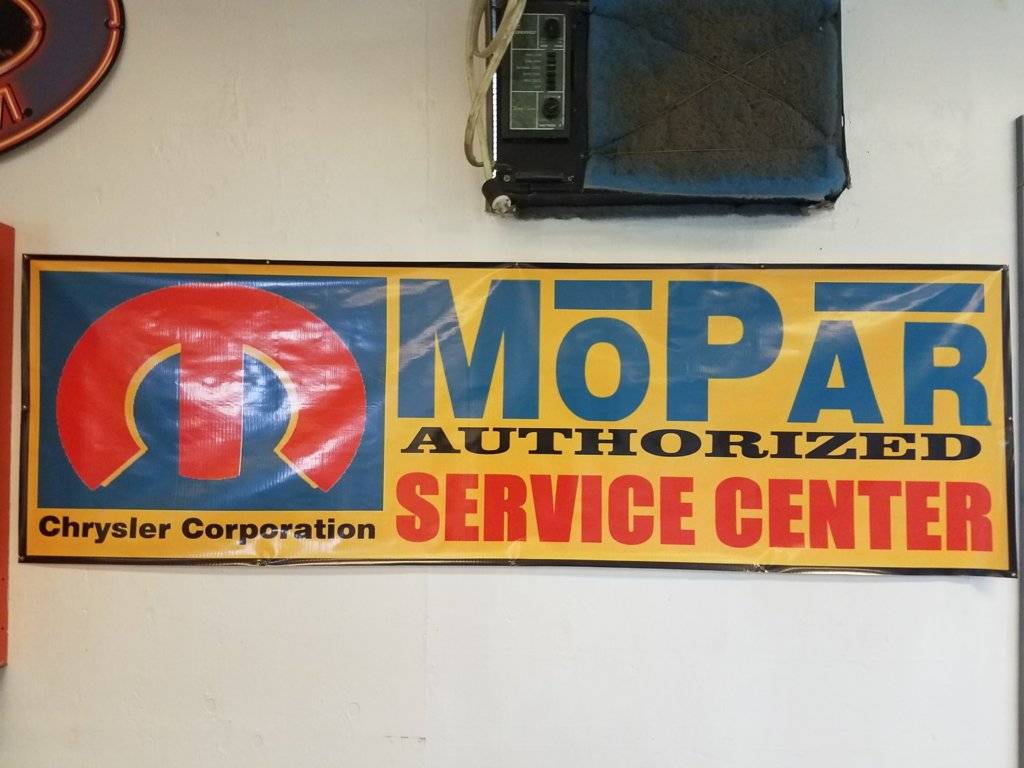 MoPar
AUTHORIZED
SERVICE CENTER
Chrysler Corporation